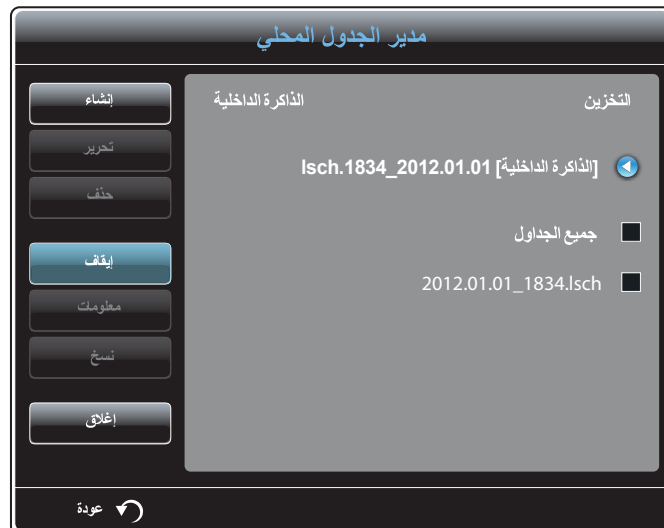 مدير الجدول المحلي
التخزين الذاكرة الداخلية
[الذاكرة الداخلية] lsch.1834_2012.01.01
جميع الجداول
2012.01.01_1834.lsch
إنشاء
تحرير
حذف
إيقاف
معلومات
نسخ
إغلاق
عودة